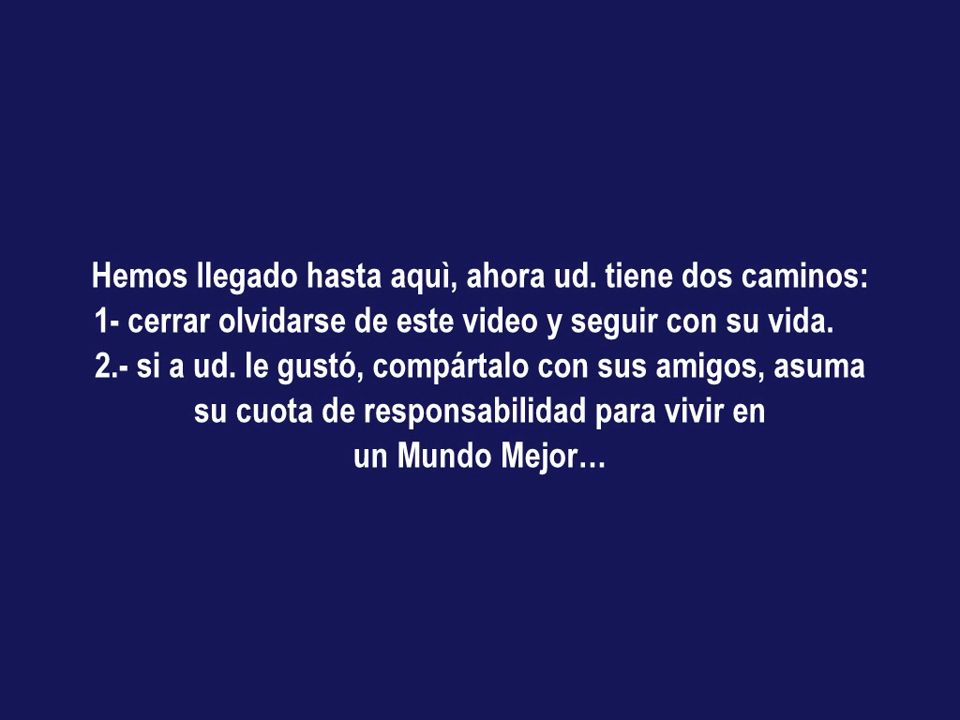 Hemos llegado hasta aquì, ahora ud. tiene dos caminos:
1- cerrar olvidarse de este video y seguir con su vida.
2.- si a ud. le gustó, compártalo con sus amigos, asuma
su cuota de responsabilidad para vivir en
un Mundo Mejor…